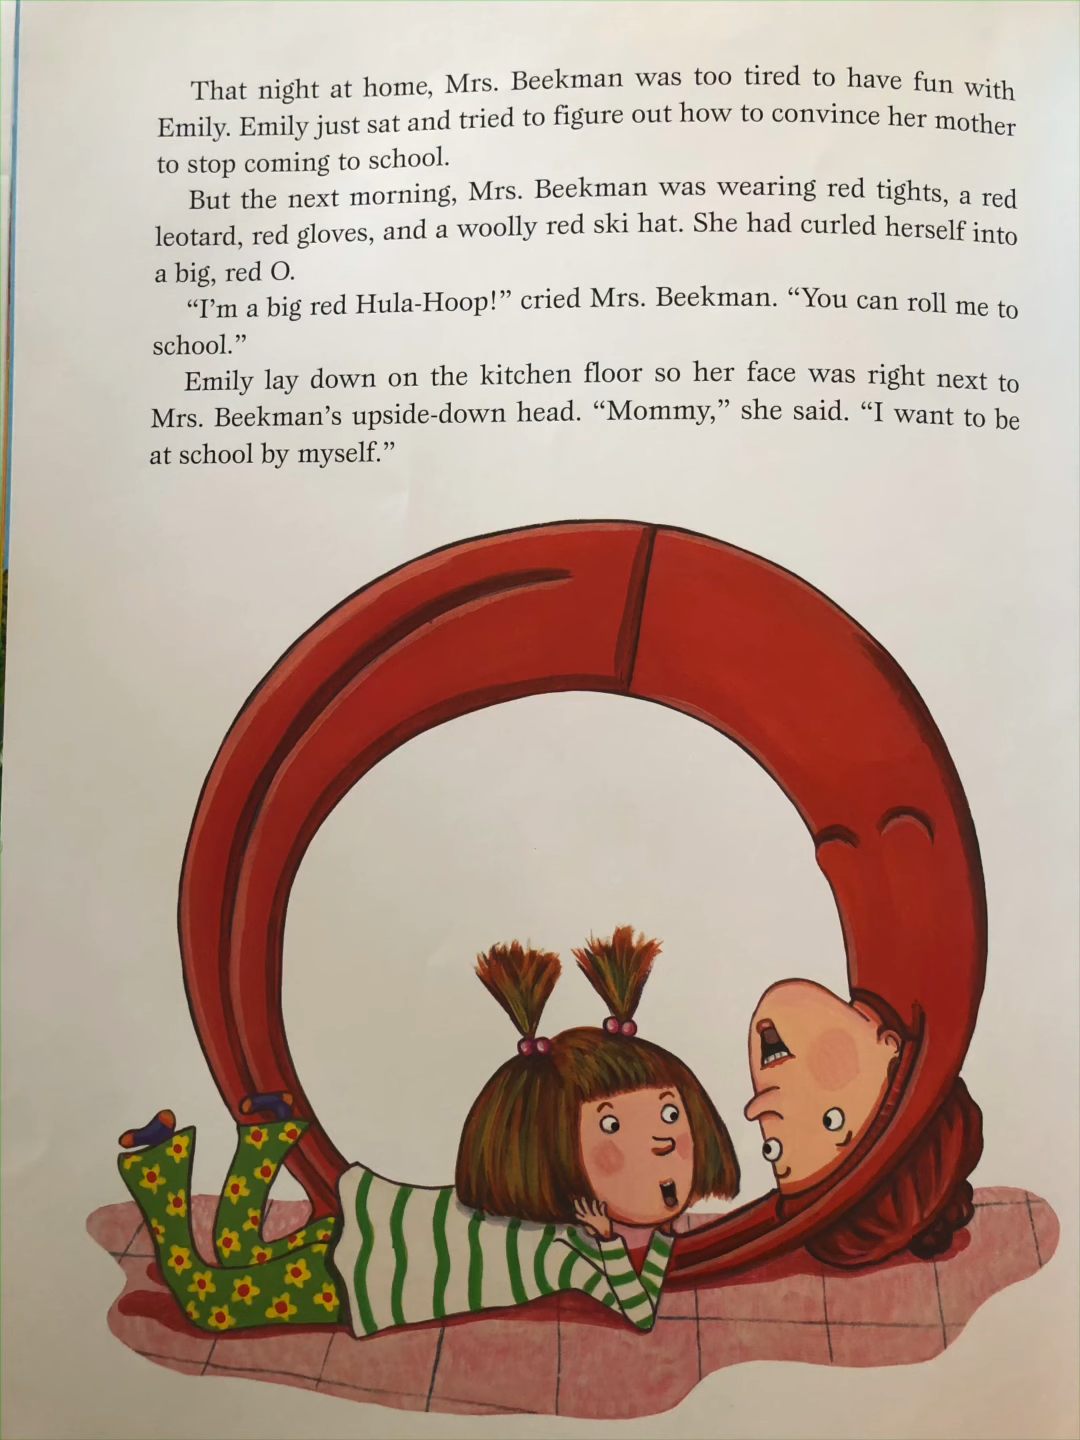 That night at home, Mrs. Beekman was too tired to have fun with
Emily. Emily just sat and tried to figure out how to convince her mother
to stop coming to school.
But the next morning, Mrs. Beekman was wearing red tights, a red
leotard, red gloves, and a woolly red ski hat. She had curled herself into
a big, red O.
“I’m a big red Hula-Hoop!” cried Mrs. Beekman. “You can roll me to
school.”
Emily lay down on the kitchen floor so her face was right next to
Mrs. Beekman’s upside-down head. “Mommy,” she said. “I want to be
at school by myself.”